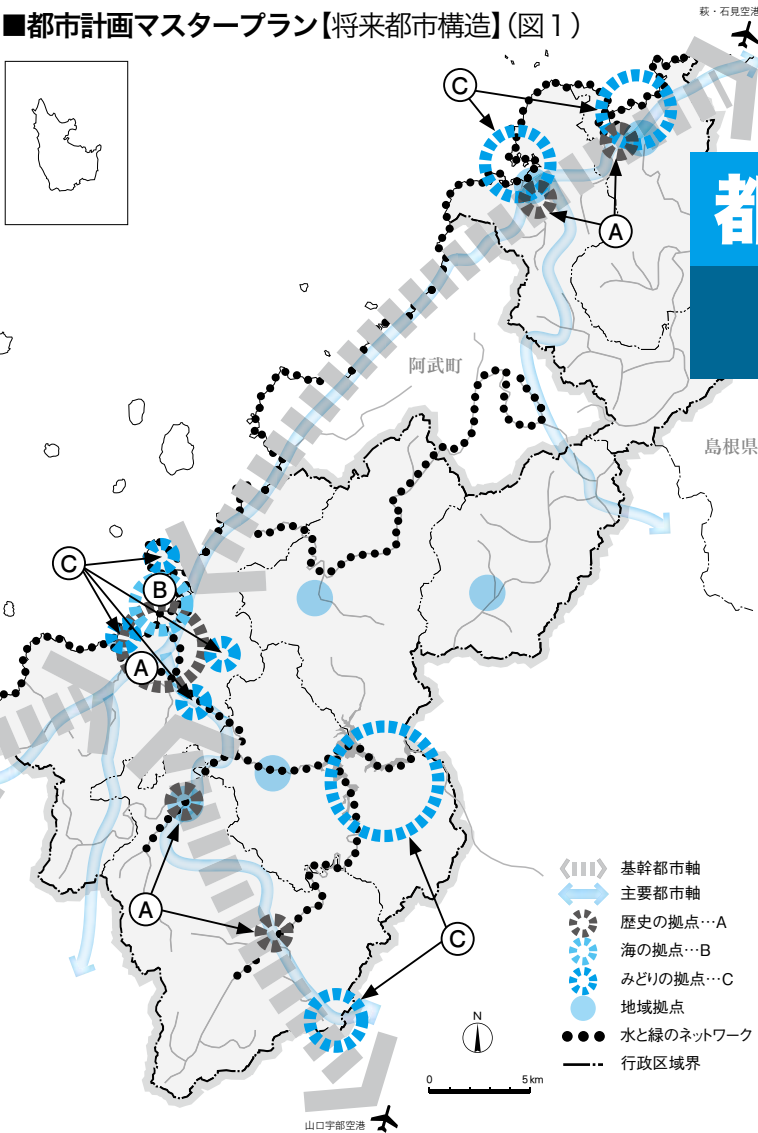 ■都市計画マスタープラン【将来都市構造】（図１）
萩・石見空港
C
A
都
阿武町
島根県
C
B
A
A
C
基幹都市軸
主要都市軸
歴史の拠点…A
海の拠点…B
みどりの拠点…C
地域拠点
水と緑のネットワーク
行政区域界
N
0 5km
山口宇部空港